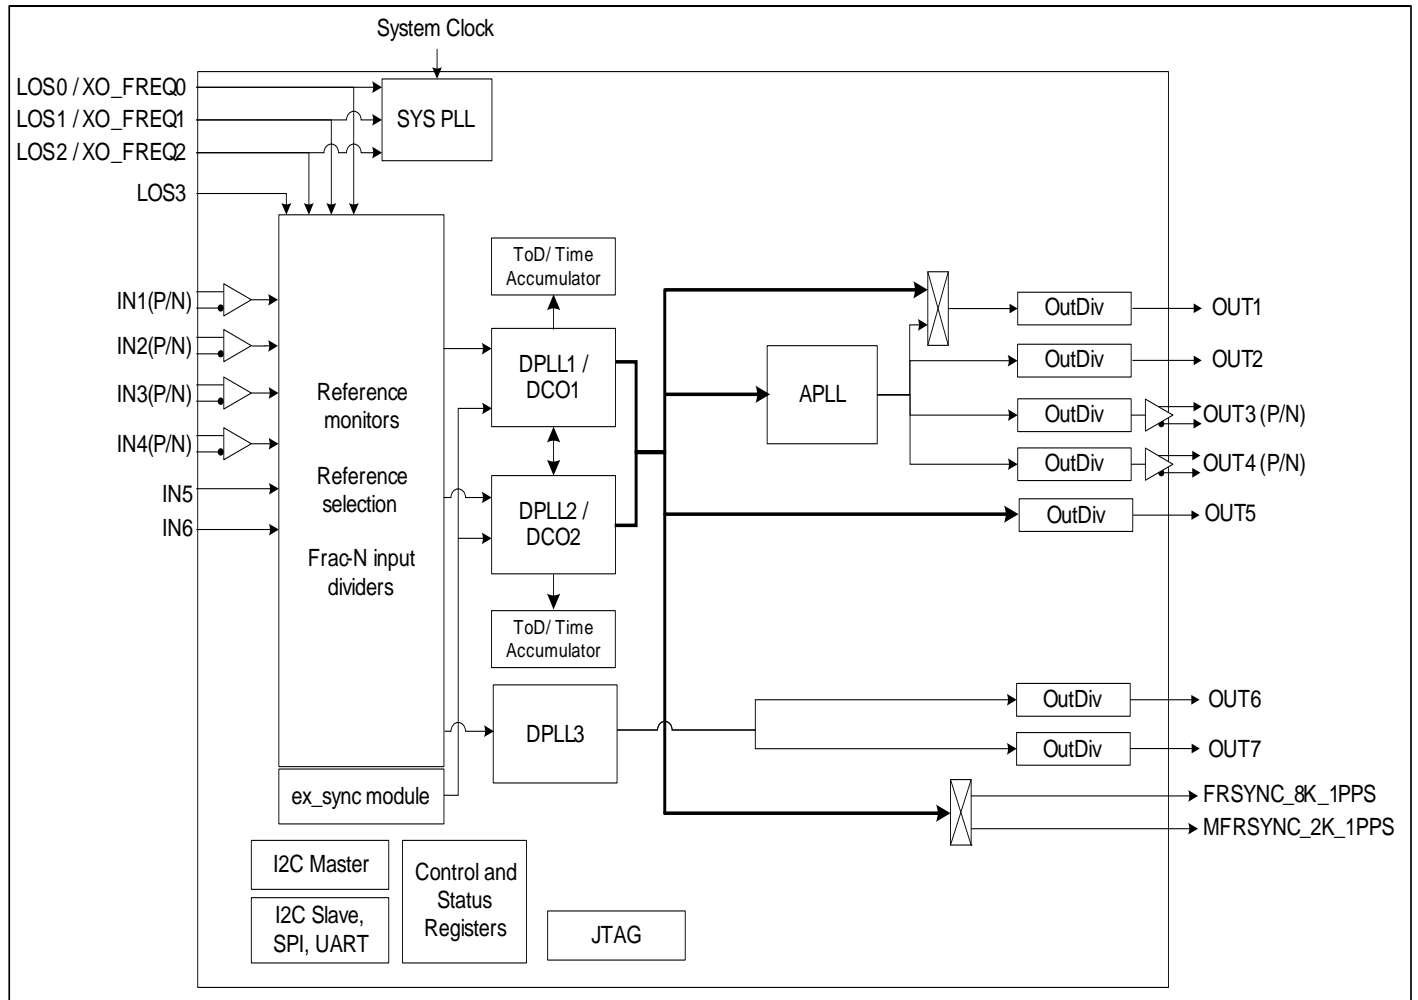 System Clock
LOS0 / XO_FREQ0
LOS1 / XO_FREQ1
LOS2 / XO_FREQ2
LOS3
SYS PLL
IN1(P/N)
IN2(P/N)
IN3(P/N)
IN4(P/N)
IN5
IN6
Reference
monitors
Reference
selection
Frac-N input
dividers
ex_sync module
ToD/ Time
Accumulator
DPLL1 /
DCO1
DPLL2 /
DCO2
ToD/ Time
Accumulator
DPLL3
APLL
OutDiv
OUT1
OutDiv
OUT2
OutDiv
OUT3 (P/N)
OutDiv
OUT4 (P/N)
OutDiv
OUT5
OutDiv
OUT6
OutDiv
OUT7
FRSYNC_8K_1PPS
MFRSYNC_2K_1PPS
I2C Master
I2C Slave,
SPI, UART
Control and
Status
Registers
JTAG